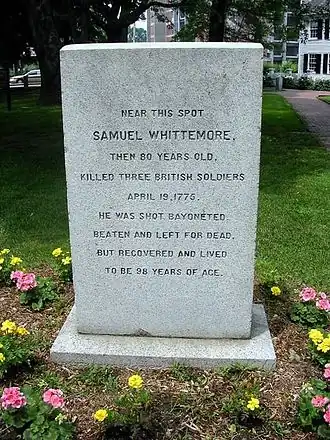 NEAR THIS SPOT
SAMUEL WHITTEMORE,
THEN 80 YEARS OLD,
KILLED THREE BRITISH SOLDIERS
APRIL 19, 1775.
HE WAS SHOT BAYONETED
BEATEN AND LEFT FOR DEAD,
BUT RECOVERED AND LIVED
TO BE 98 YEARS OF AGE.